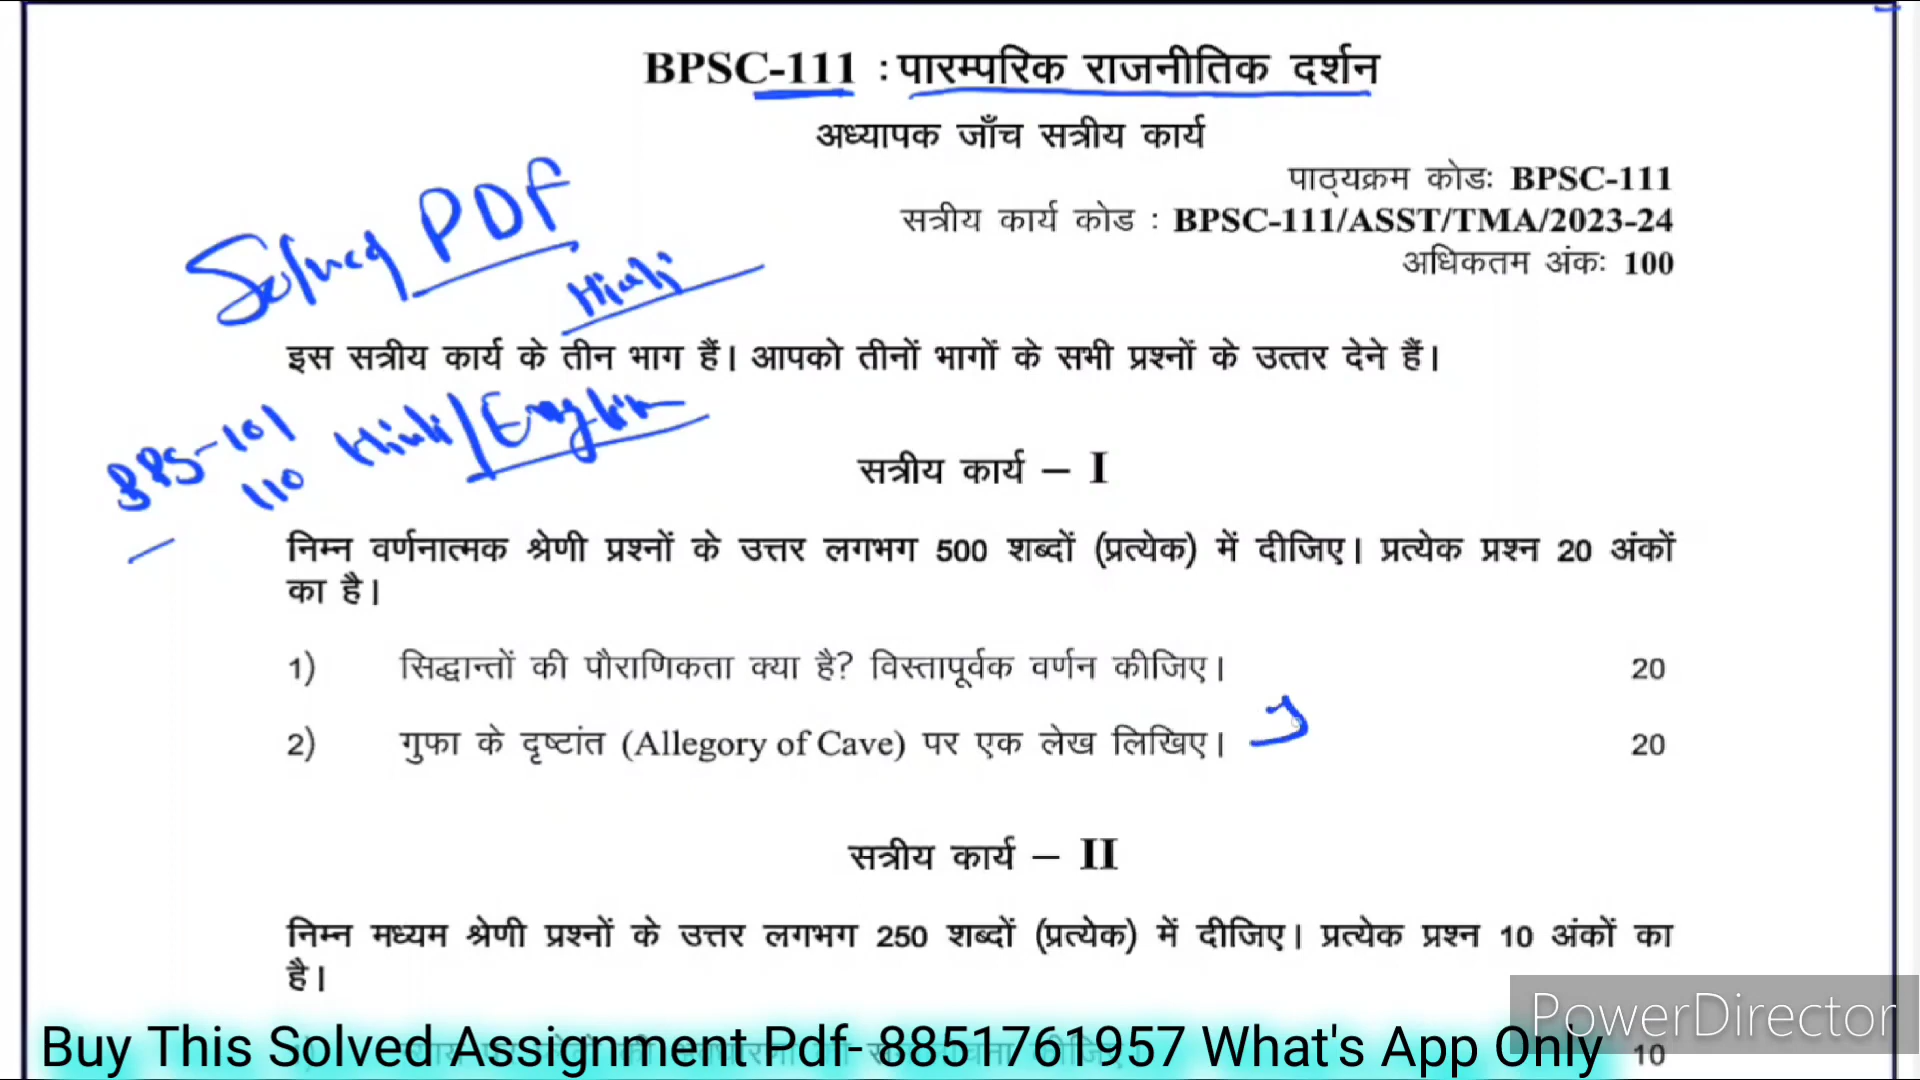 BPSC-111 : पारम्परिक राजनीतिक दर्शन
अध्यापक जाँच सत्रीय कार्य
पाठ्यक्रम कोडः BPSC-111
सत्रीय कार्य कोड : BPSC-111/ASST/TMA/2023-24
अधिकतम अंकः 100
Solved PDF
Hindi
इस सत्रीय कार्य के तीन भाग हैं। आपको तीनों भागों के सभी प्रश्नों के उत्तर देने हैं।
BPS-101 Hindi/English
110
सत्रीय कार्य – I
निम्न वर्णनात्मक श्रेणी प्रश्नों के उत्तर लगभग 500 शब्दों (प्रत्येक) में दीजिए। प्रत्येक प्रश्न 20 अंकों
का है।
1) सिद्धान्तों की पौराणिकता क्या है? विस्तापूर्वक वर्णन कीजिए। 20
2) गुफा के दृष्टांत (Allegory of Cave) पर एक लेख लिखिए। 20
सत्रीय कार्य – II
निम्न मध्यम श्रेणी प्रश्नों के उत्तर लगभग 250 शब्दों (प्रत्येक) में दीजिए। प्रत्येक प्रश्न 10 अंकों का
है।
PowerDirector
Buy This Solved Assignment Pdf- 8851761957 What's App Only
10